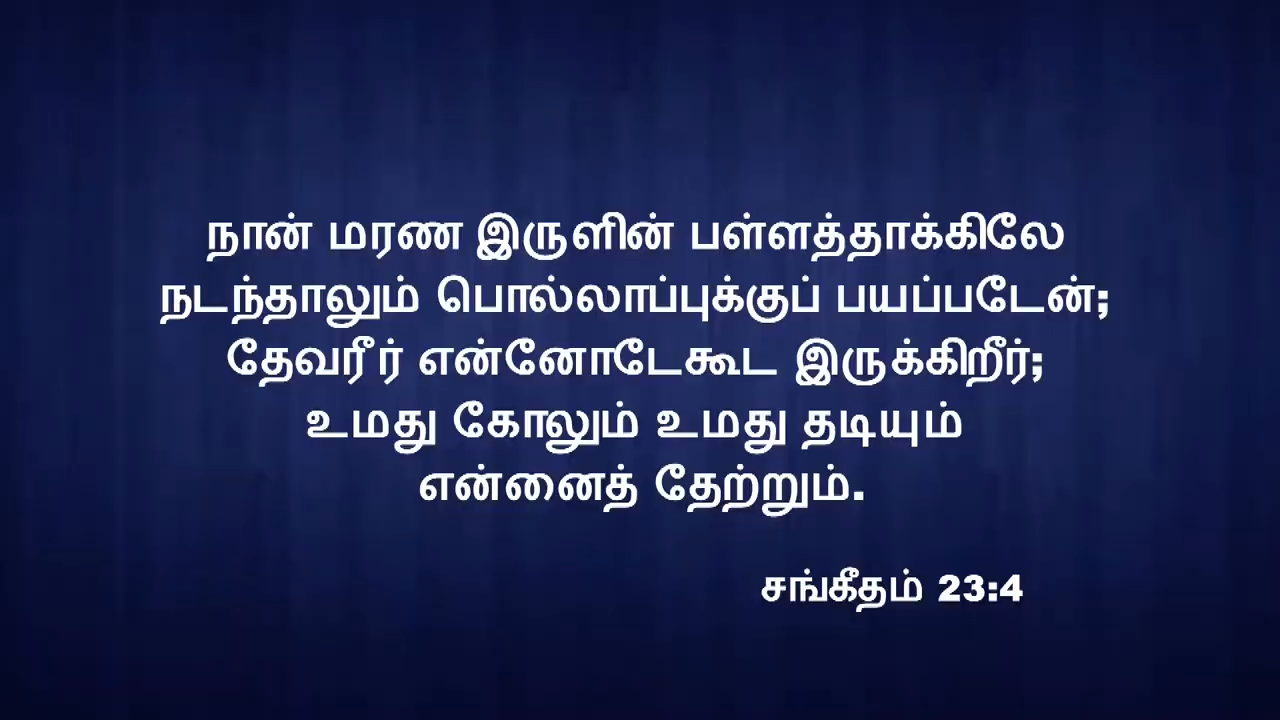 நான் மரண இருளின் பள்ளத்தாக்கிலே
நடந்தாலும் பொல்லாப்புக்குப் பயப்படேன்;
தேவரீர் என்னோடேகூட இருக்கிறீர்;
உமது கோலும் உமது தடியும்
என்னைத் தேற்றும்.
சங்கீதம் 23:4